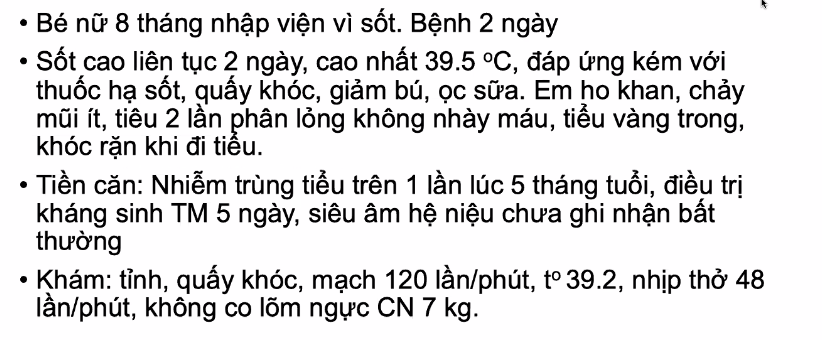 • Bé nữ 8 tháng nhập viện vì sốt. Bệnh 2 ngày
• Sốt cao liên tục 2 ngày, cao nhất 39.5 ºC, đáp ứng kém với
thuốc hạ sốt, quấy khóc, giảm bú, ọc sữa. Em ho khan, chảy
mũi ít, tiêu 2 lần phân lỏng không nhày máu, tiểu vàng trong,
khóc rặn khi đi tiểu.
• Tiền căn: Nhiễm trùng tiểu trên 1 lần lúc 5 tháng tuổi, điều trị
kháng sinh TM 5 ngày, siêu âm hệ niệu chưa ghi nhận bất
thường
• Khám: tỉnh, quấy khóc, mạch 120 lần/phút, tº 39.2, nhịp thở 48
lần/phút, không co lõm ngực CN 7 kg.